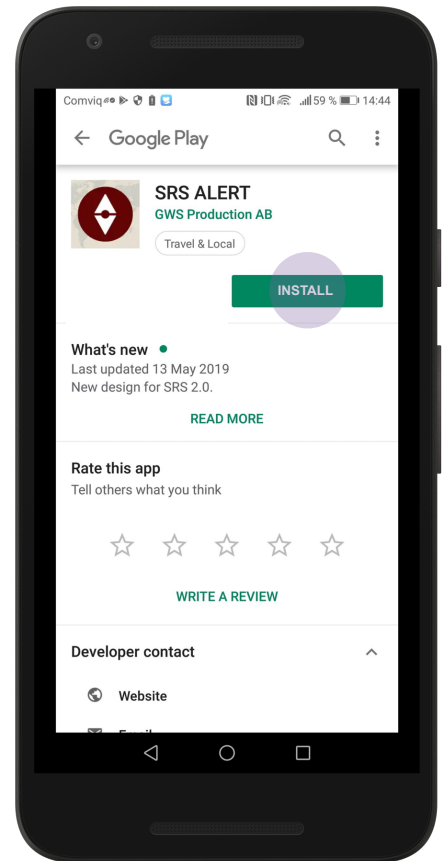 Comviq 59 % 14:44
Google Play
SRS ALERT
GWS Production AB
Travel & Local
INSTALL
What's new
Last updated 13 May 2019
New design for SRS 2.0.
READ MORE
Rate this app
Tell others what you think
WRITE A REVIEW
Developer contact
Website
Email